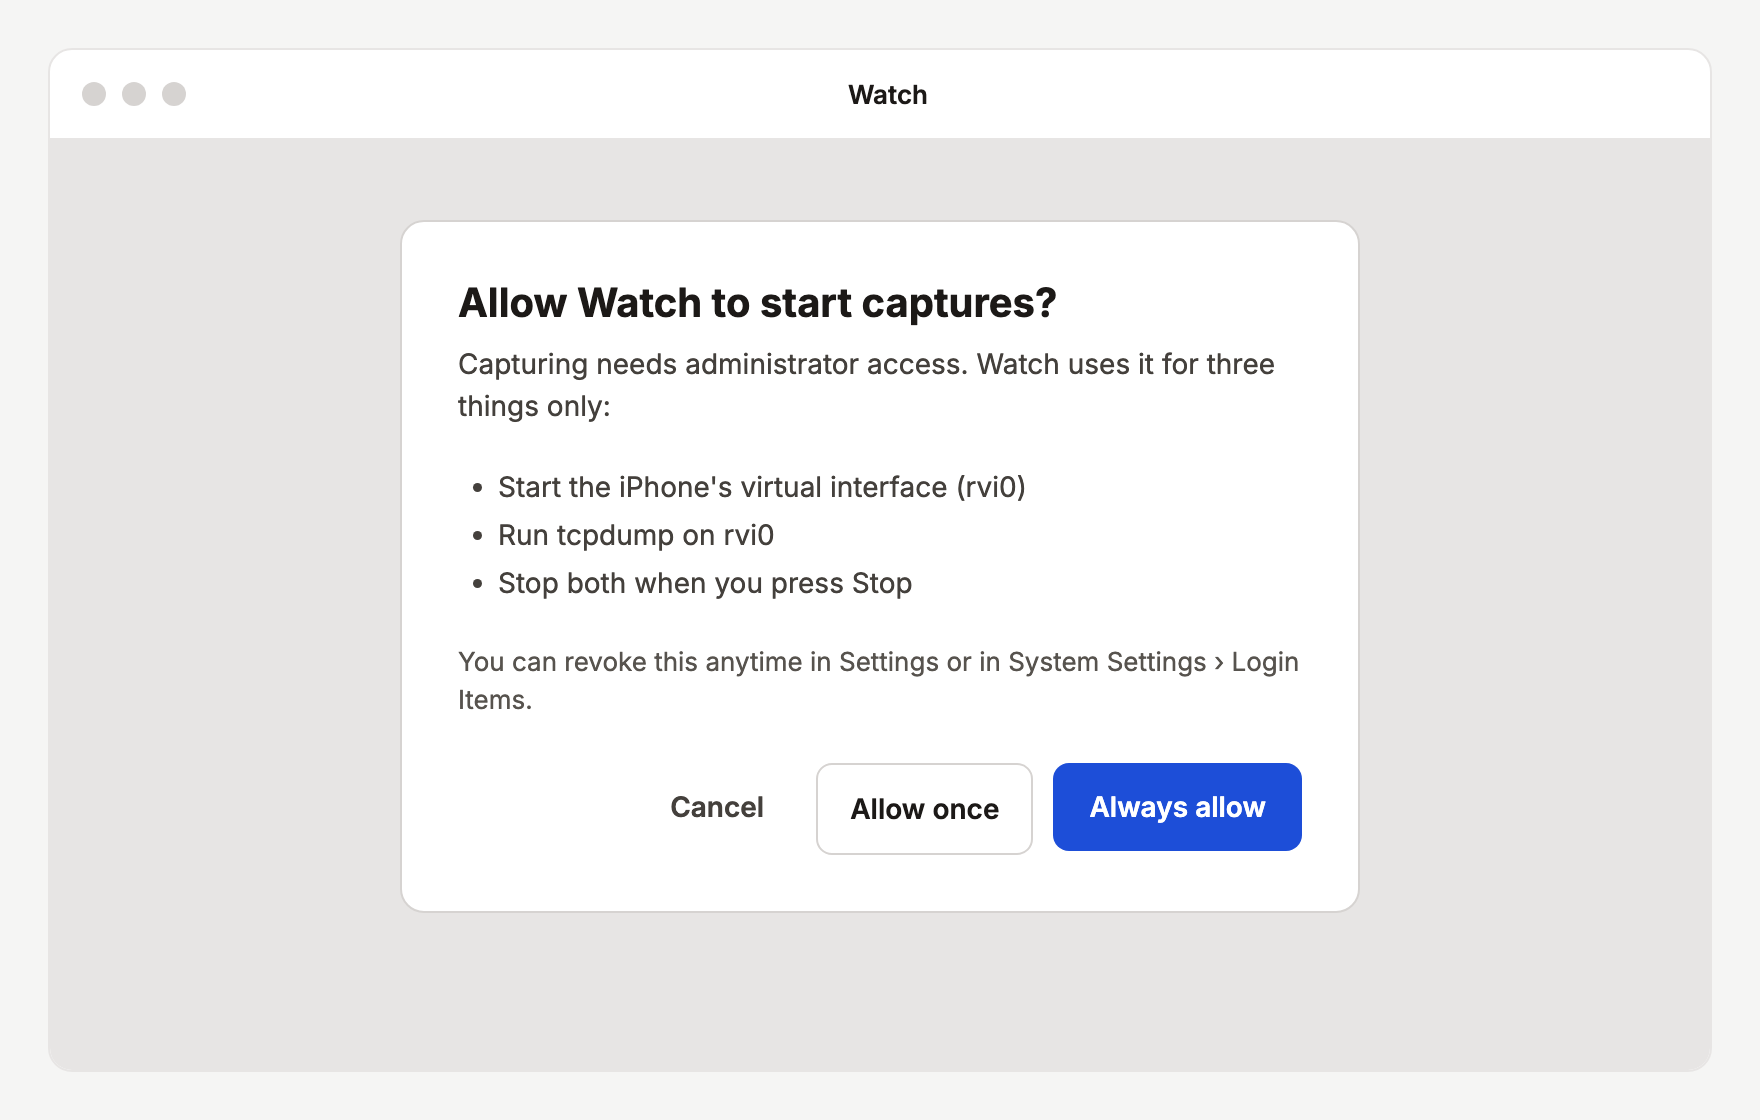 Watch
Allow Watch to start captures?
Capturing needs administrator access. Watch uses it for three
things only:
• Start the iPhone's virtual interface (rvi0)
• Run tcpdump on rvi0
• Stop both when you press Stop
You can revoke this anytime in Settings or in System Settings › Login
Items.
Cancel
Allow once
Always allow